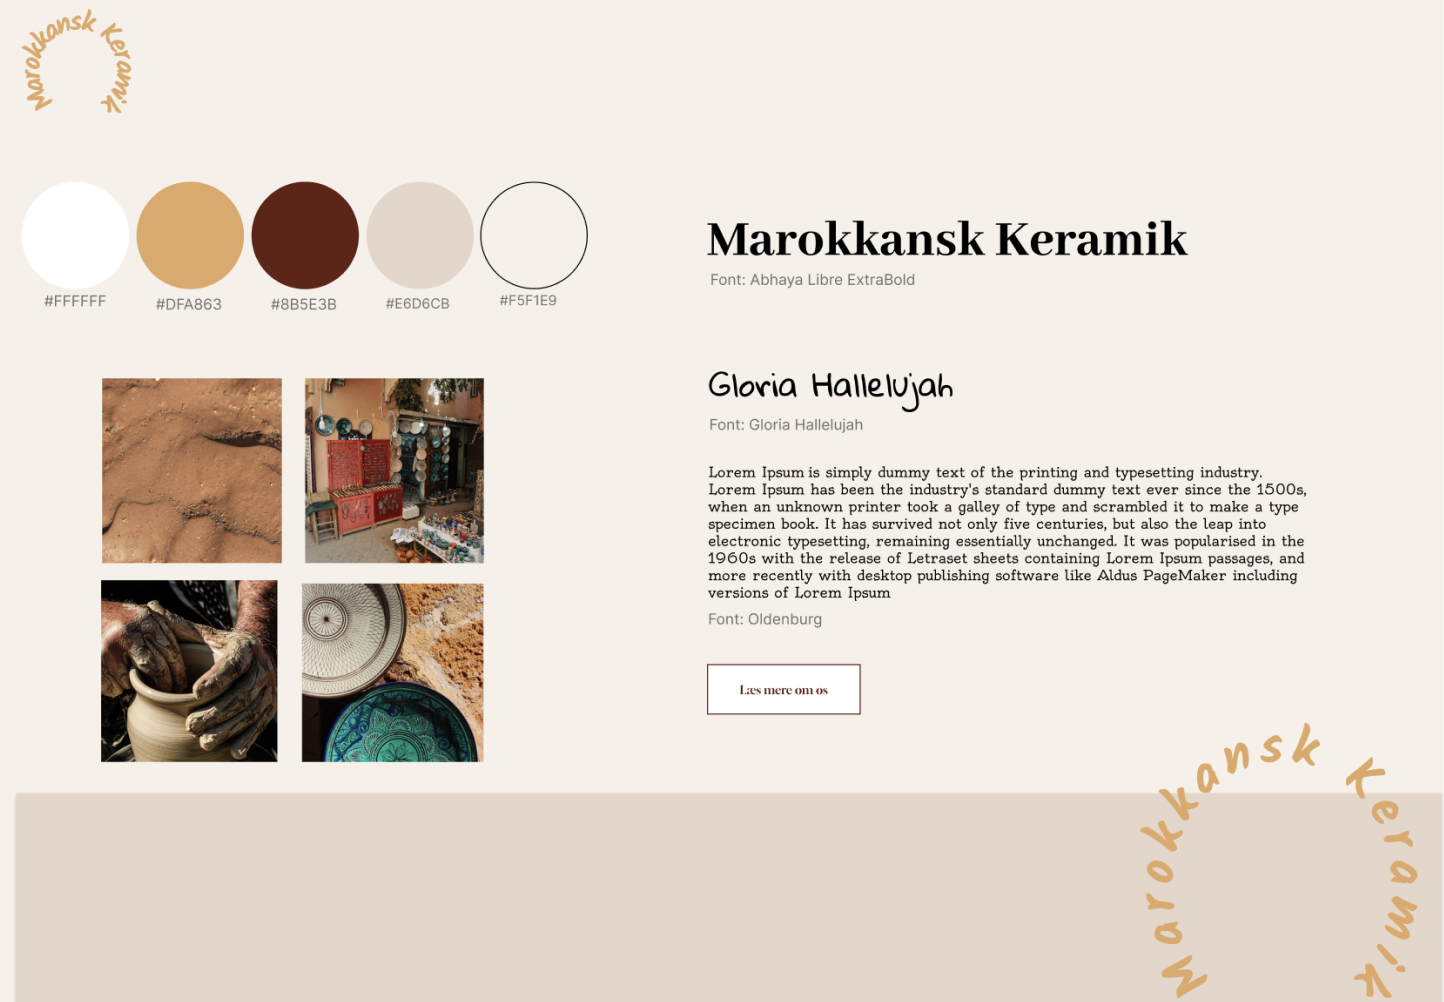 Marokkansk Keramik
#FFFFFF
#DFA863
#8B5E3B
#E6D6CB
#F5F1E9
Marokkansk Keramik
Font: Abhaya Libre ExtraBold
Gloria Hallelujah
Font: Gloria Hallelujah
Lorem Ipsum is simply dummy text of the printing and typesetting industry.
Lorem Ipsum has been the industry's standard dummy text ever since the 1500s,
when an unknown printer took a galley of type and scrambled it to make a type
specimen book. It has survived not only five centuries, but also the leap into
electronic typesetting, remaining essentially unchanged. It was popularised in the
1960s with the release of Letraset sheets containing Lorem Ipsum passages, and
more recently with desktop publishing software like Aldus PageMaker including
versions of Lorem Ipsum
Font: Oldenburg
Læs mere om os
Marokkansk Keramik